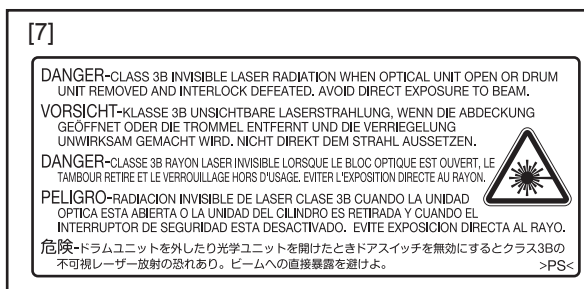 [7]
DANGER-CLASS 3B INVISIBLE LASER RADIATION WHEN OPTICAL UNIT OPEN OR DRUM
UNIT REMOVED AND INTERLOCK DEFEATED. AVOID DIRECT EXPOSURE TO BEAM.
VORSICHT-KLASSE 3B UNSICHTBARE LASERSTRAHLUNG, WENN DIE ABDECKUNG
GEÖFFNET ODER DIE TROMMEL ENTFERNT UND DIE VERRIEGELUNG
UNWIRKSAM GEMACHT WIRD. NICHT DIREKT DEM STRAHL AUSSETZEN.
DANGER-CLASSE 3B RAYON LASER INVISIBLE LORSQUE LE BLOC OPTIQUE EST OUVERT, LE
TAMBOUR RETIRE ET LE VERROUILLAGE HORS D'USAGE. EVITER L'EXPOSITION DIRECTE AU RAYON.
PELIGRO-RADIACION INVISIBLE DE LASER CLASE 3B CUANDO LA UNIDAD
OPTICA ESTA ABIERTA O LA UNIDAD DEL CILINDRO ES RETIRADA Y CUANDO EL
INTERRUPTOR DE SEGURIDAD ESTA DESACTIVADO. EVITE EXPOSICION DIRECTA AL RAYO.
危険-ドラムユニットを外したり光学ユニットを開けたときドアスイッチを無効にするとクラス3Bの
不可視レーザー放射の恐れあり。ビームへの直接暴露を避けよ。 >PS<